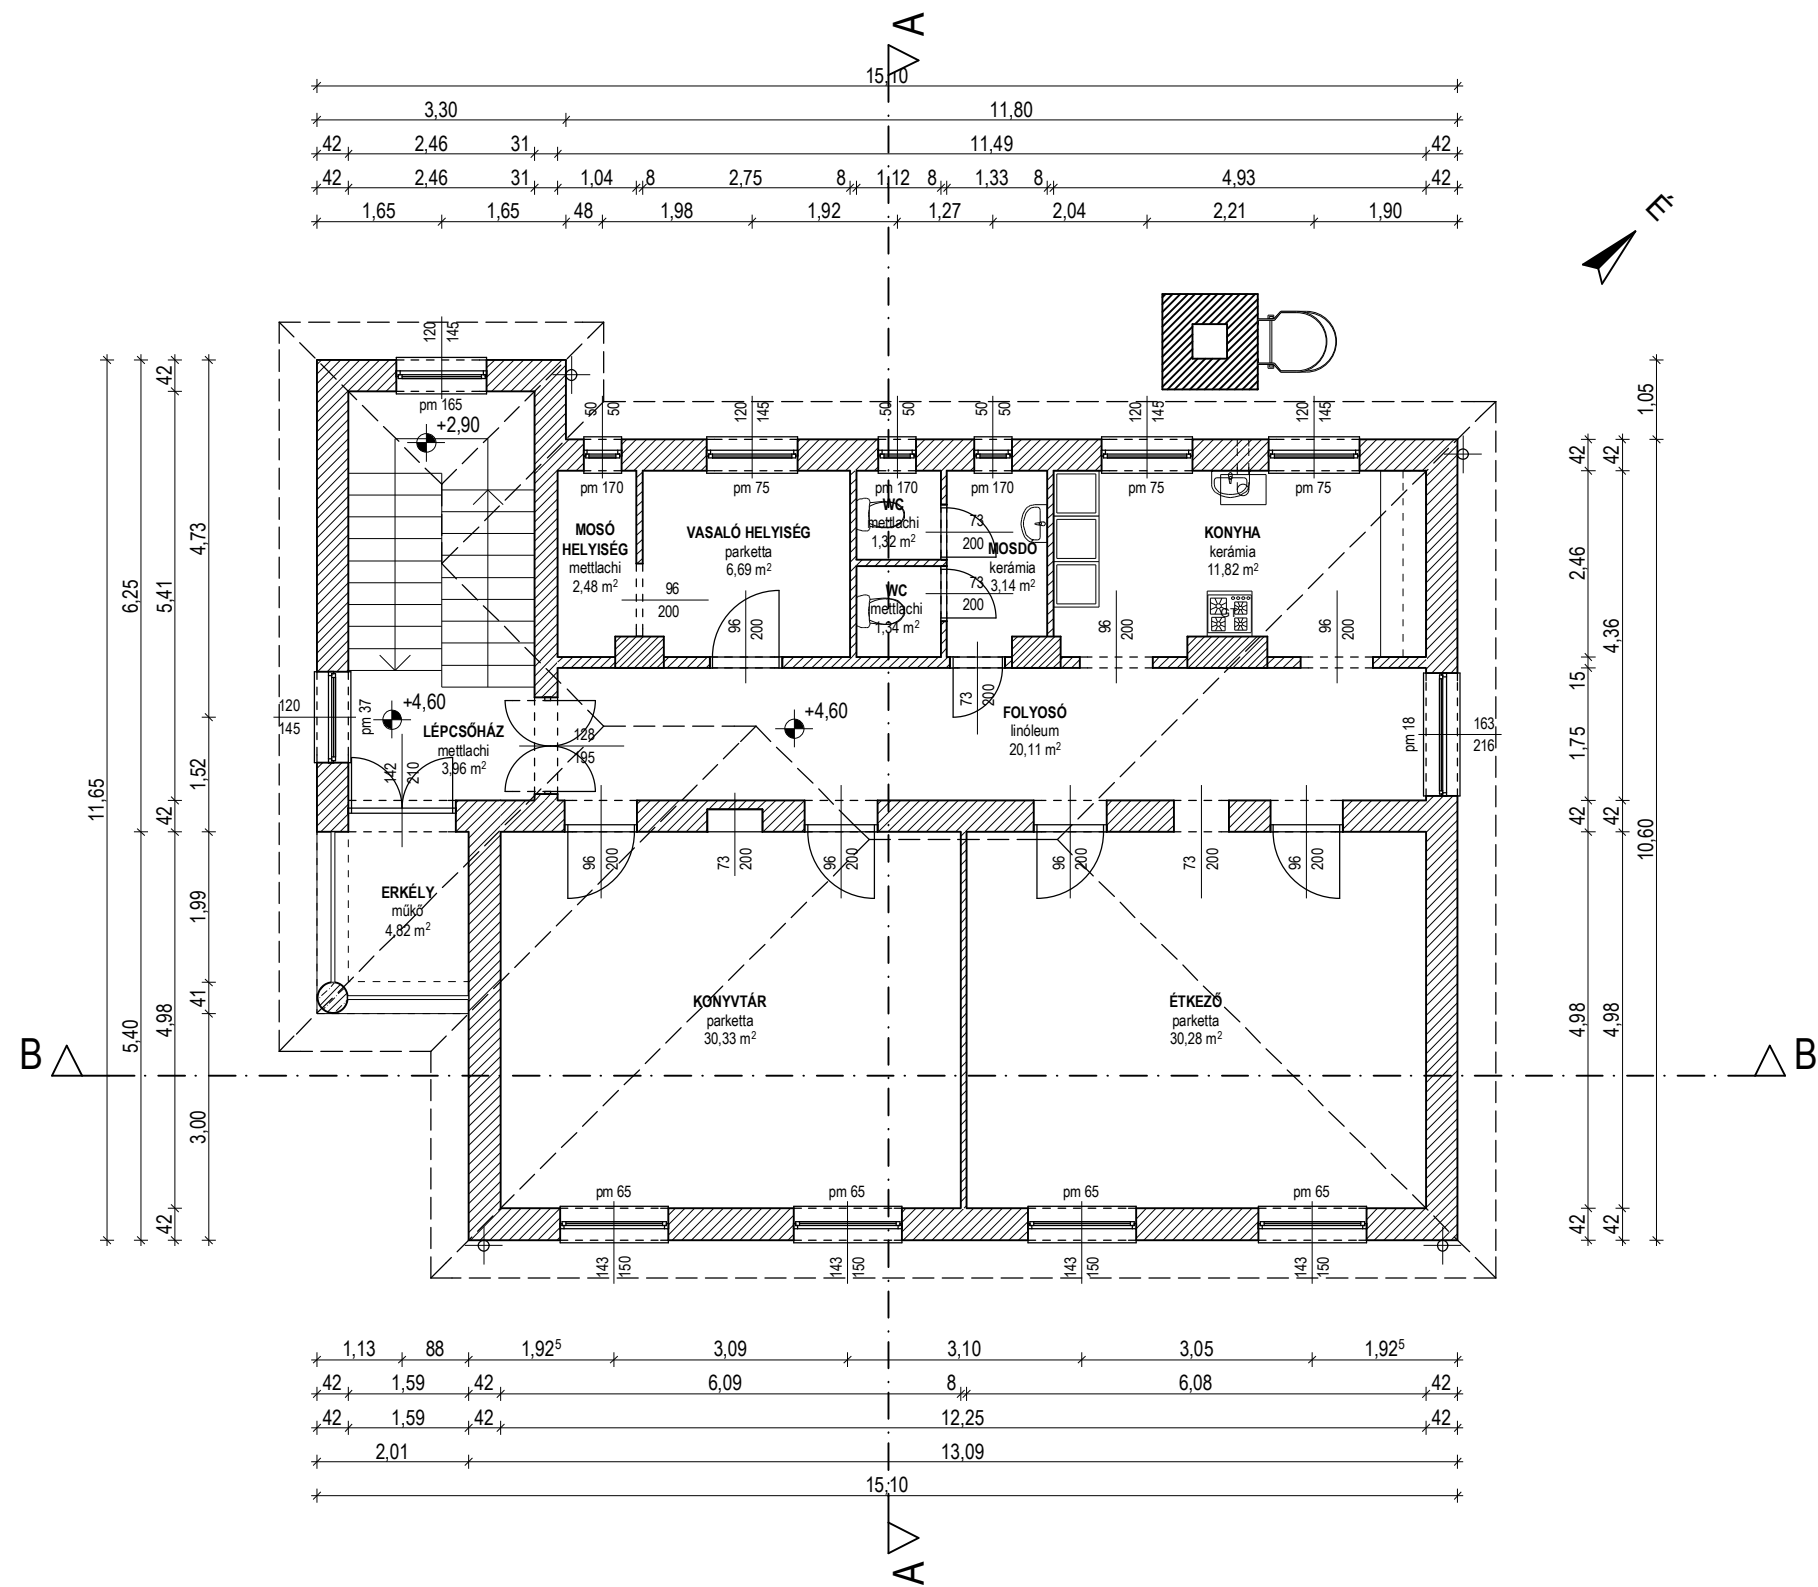 A
15,10
3,30 11,80
42 2,46 31 11,49 42
42 2,46 31 1,04 8 2,75 8 1,12 8 1,33 8 4,93 42
1,65 1,65 48 1,98 1,92 1,27 2,04 2,21 1,90
É
120 145
pm 165
+2,90
50 50
120 145
50 50
50 50
120 145
120 145
pm 170
pm 75
pm 170
pm 170
pm 75
pm 75
MOSÓ
HELYISÉG
mettlachi
2,48 m²
VASALÓ HELYISÉG
parketta
6,69 m²
WC
mettlachi
1,32 m²
WC
mettlachi
1,34 m²
73
200
73
200
MOSDÓ
kerámia
3,14 m²
KONYHA
kerámia
11,82 m²
96
200
96 200
96 200
96 200
73 200
120
145
pm 37
+4,60
LÉPCSŐHÁZ
mettlachi
3,96 m²
142 210
128
195
+4,60
FOLYOSÓ
linóleum
20,11 m²
pm 18
163
216
96 200
73 200
96 200
96 200
73 200
96 200
ERKÉLY
műkő
4,82 m²
KÖNYVTÁR
parketta
30,33 m²
ÉTKEZŐ
parketta
30,28 m²
B
B
pm 65
pm 65
pm 65
pm 65
143 150
143 150
143 150
143 150
11,65
6,25
5,40
42
5,41
42
4,98
42
4,73
1,52
1,99
41
3,00
42
2,46
15
1,75
42
4,98
42
42
4,36
42
4,98
42
1,05
10,60
1,13 88 1,92⁵ 3,09 3,10 3,05 1,92⁵
42 1,59 42 6,09 8 6,08 42
42 1,59 42 12,25 42
2,01 13,09
15,10
A